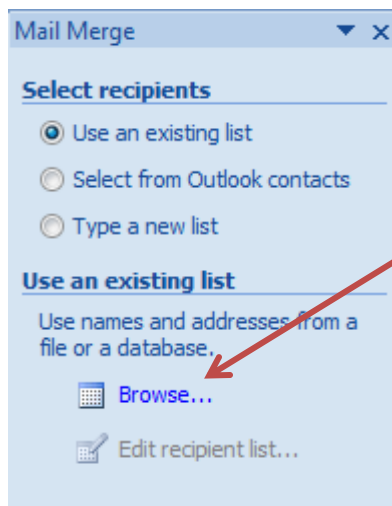 Mail Merge
Select recipients
Use an existing list
Select from Outlook contacts
Type a new list
Use an existing list
Use names and addresses from a
file or a database.
Browse...
Edit recipient list...